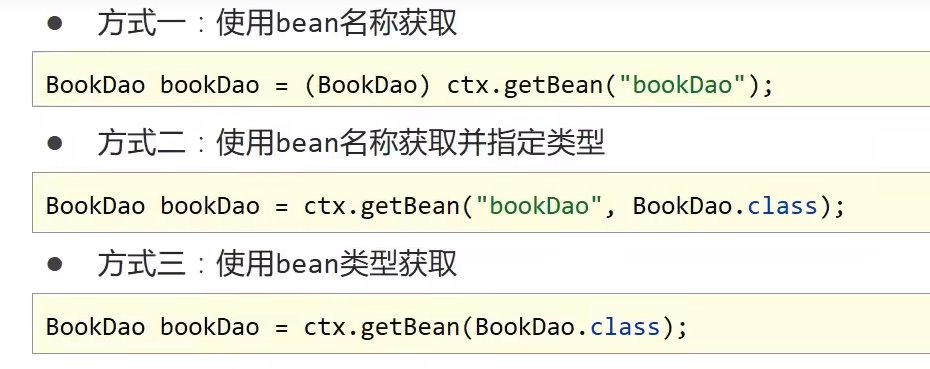 ● 方式一：使用bean名称获取
BookDao bookDao = (BookDao) ctx.getBean("bookDao");
● 方式二：使用bean名称获取并指定类型
BookDao bookDao = ctx.getBean("bookDao", BookDao.class);
● 方式三：使用bean类型获取
BookDao bookDao = ctx.getBean(BookDao.class);